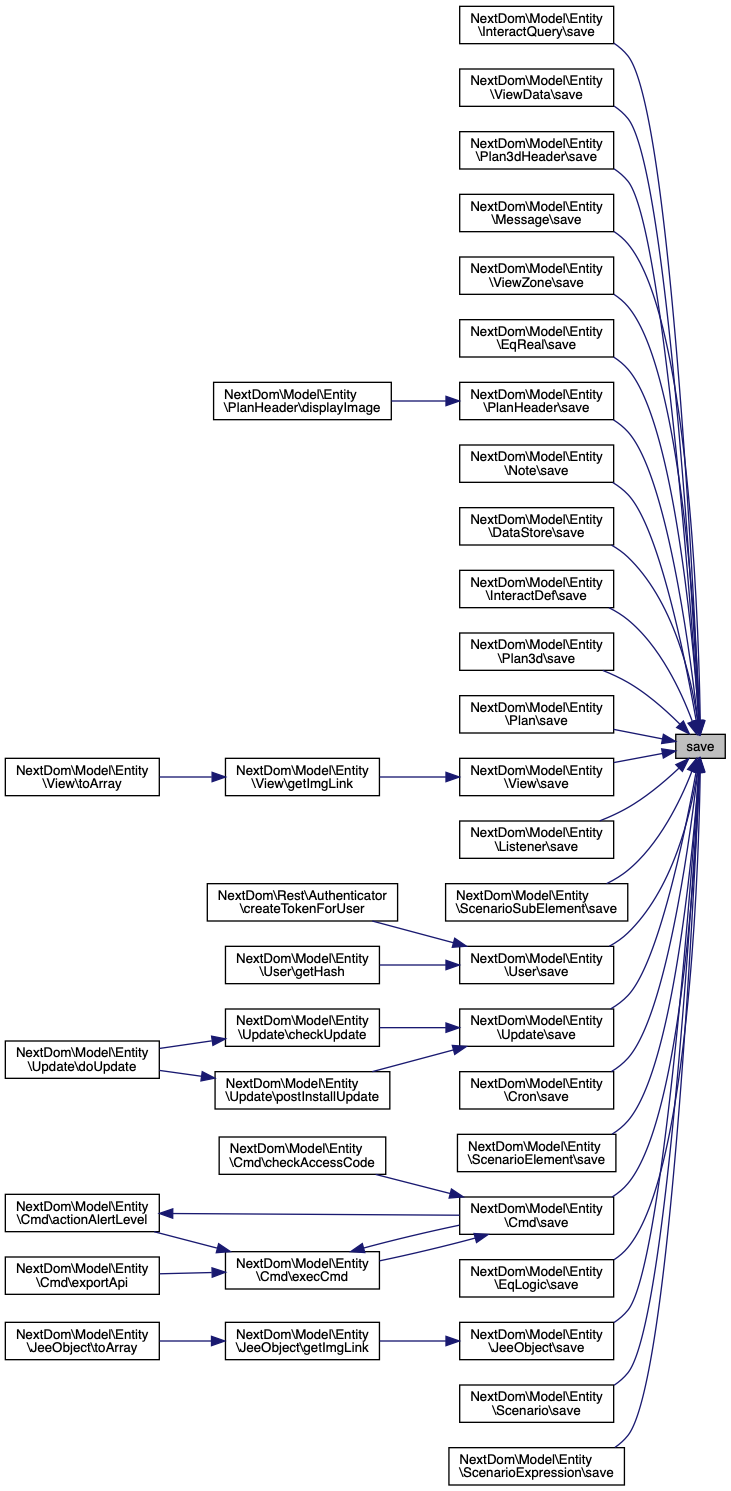 NextDom\Model\Entity
\InteractQuery\save
NextDom\Model\Entity
\ViewData\save
NextDom\Model\Entity
\Plan3dHeader\save
NextDom\Model\Entity
\Message\save
NextDom\Model\Entity
\ViewZone\save
NextDom\Model\Entity
\EqReal\save
NextDom\Model\Entity
\PlanHeader\displayImage
NextDom\Model\Entity
\PlanHeader\save
NextDom\Model\Entity
\Note\save
NextDom\Model\Entity
\DataStore\save
NextDom\Model\Entity
\InteractDef\save
NextDom\Model\Entity
\Plan3d\save
NextDom\Model\Entity
\Plan\save
save
NextDom\Model\Entity
\View\toArray
NextDom\Model\Entity
\View\getImgLink
NextDom\Model\Entity
\View\save
NextDom\Model\Entity
\Listener\save
NextDom\Rest\Authenticator
\createTokenForUser
NextDom\Model\Entity
\ScenarioSubElement\save
NextDom\Model\Entity
\User\getHash
NextDom\Model\Entity
\User\save
NextDom\Model\Entity
\Update\doUpdate
NextDom\Model\Entity
\Update\checkUpdate
NextDom\Model\Entity
\Update\save
NextDom\Model\Entity
\Update\postInstallUpdate
NextDom\Model\Entity
\Cron\save
NextDom\Model\Entity
\Cmd\checkAccessCode
NextDom\Model\Entity
\ScenarioElement\save
NextDom\Model\Entity
\Cmd\actionAlertLevel
NextDom\Model\Entity
\Cmd\save
NextDom\Model\Entity
\Cmd\exportApi
NextDom\Model\Entity
\Cmd\execCmd
NextDom\Model\Entity
\EqLogic\save
NextDom\Model\Entity
\JeeObject\toArray
NextDom\Model\Entity
\JeeObject\getImgLink
NextDom\Model\Entity
\JeeObject\save
NextDom\Model\Entity
\Scenario\save
NextDom\Model\Entity
\ScenarioExpression\save